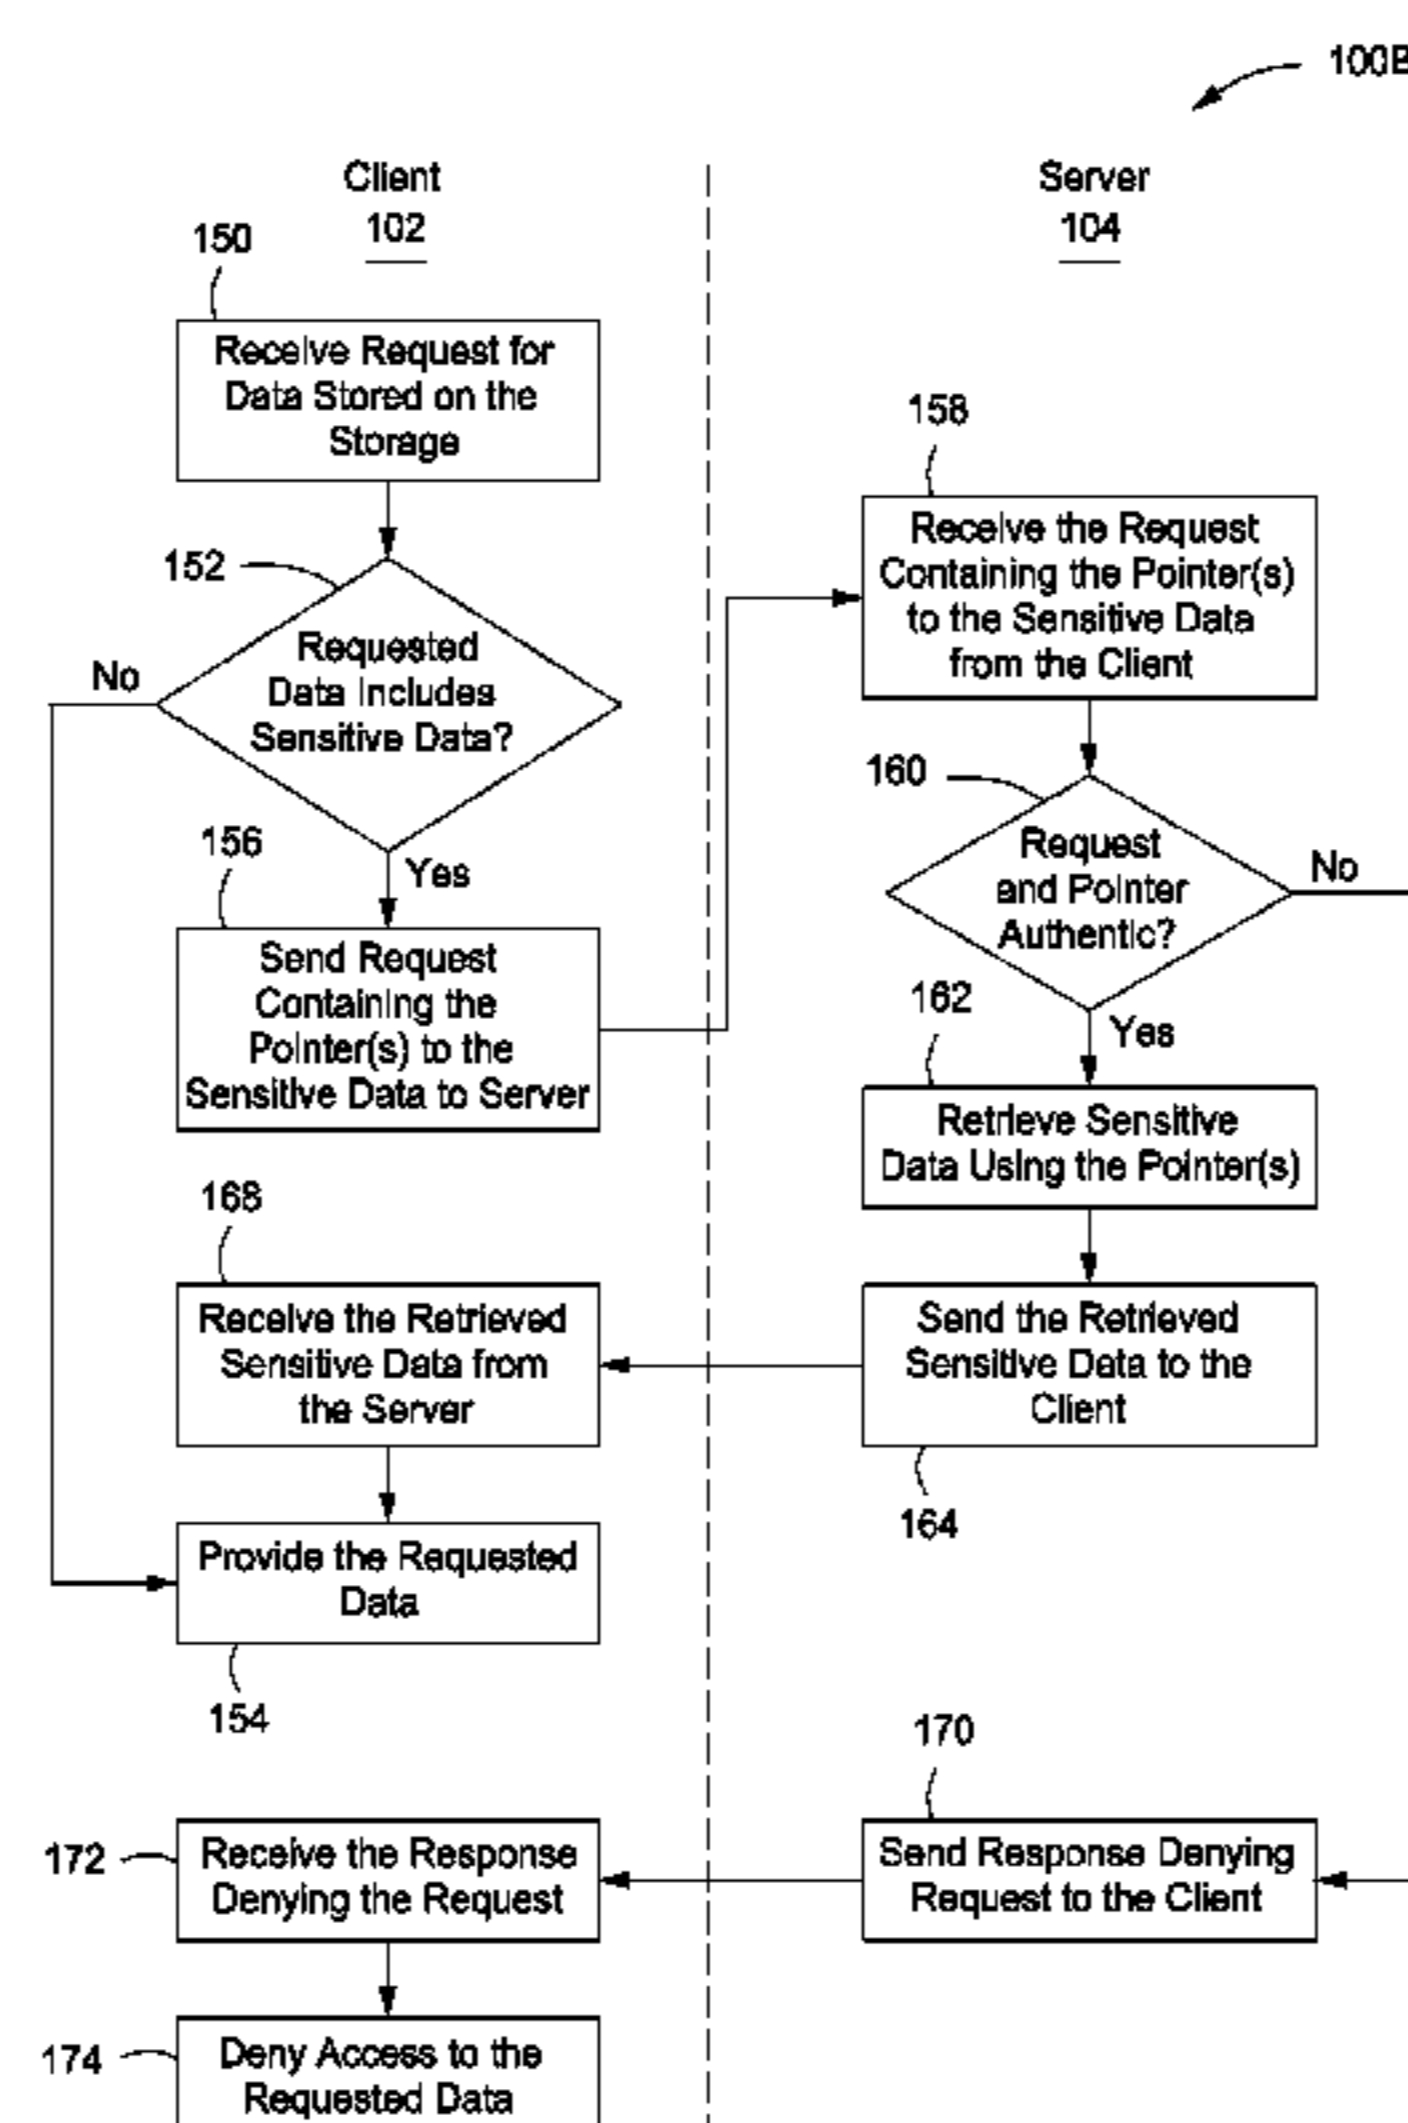 100B
Client
102
Server
104
150
Receive Request for
Data Stored on the
Storage
152
Requested
Data Includes
Sensitive Data?
No
Yes
156
Send Request
Containing the
Pointer(s) to the
Sensitive Data to Server
158
Receive the Request
Containing the Pointer(s)
to the Sensitive Data
from the Client
160
Request
and Pointer
Authentic?
No
Yes
162
Retrieve Sensitive
Data Using the Pointer(s)
Send the Retrieved
Sensitive Data to the
Client
164
168
Receive the Retrieved
Sensitive Data from
the Server
Provide the Requested
Data
154
170
Send Response Denying
Request to the Client
172
Receive the Response
Denying the Request
174
Deny Access to the
Requested Data